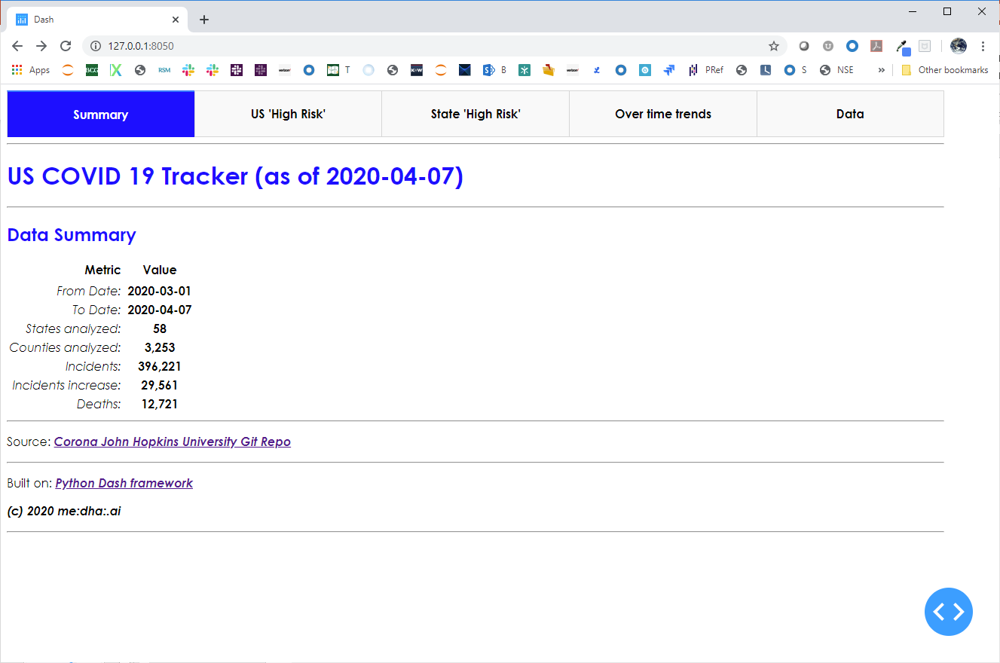 Dash
127.0.0.1:8050
Apps BCG RSM verizon T K•W B verizon PRef S NSE » Other bookmarks
Summary US 'High Risk' State 'High Risk' Over time trends Data
US COVID 19 Tracker (as of 2020-04-07)
Data Summary
Metric Value
From Date: 2020-03-01
To Date: 2020-04-07
States analyzed: 58
Counties analyzed: 3,253
Incidents: 396,221
Incidents increase: 29,561
Deaths: 12,721
Source: Corona John Hopkins University Git Repo
Built on: Python Dash framework
(c) 2020 me:dha:.ai